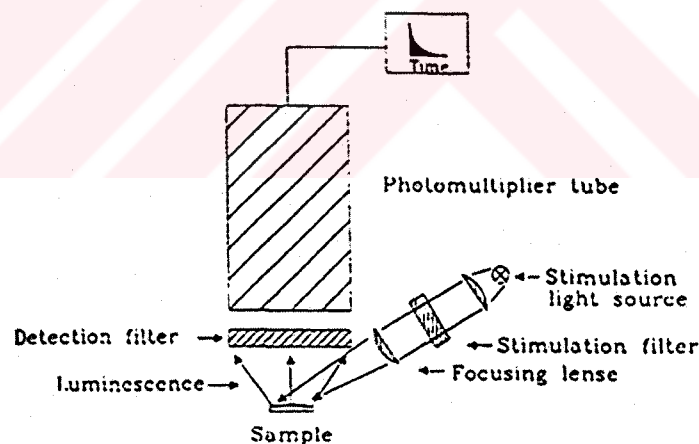 Time
Photomultiplier tube
Stimulation
light source
Detection filter
Stimulation filter
Luminescence
Focusing lense
Sample